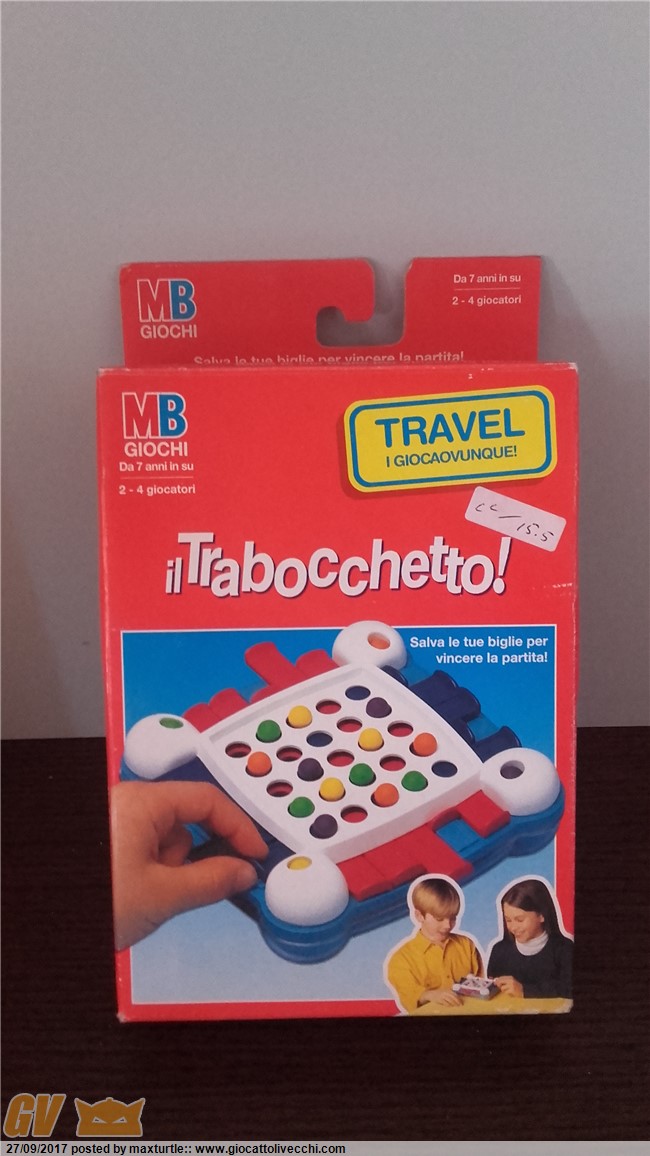 MB
GIOCHI
Da 7 anni in su
2 - 4 giocatori
Salva le tue biglie per vincere la partita!
MB
GIOCHI
Da 7 anni in su
2 - 4 giocatori
TRAVEL
I GIOCAOVUNQUE!
15.5
il Trabocchetto!
Salva le tue biglie per
vincere la partita!
GV
27/09/2017 posted by maxturtle:: www.giocattolivecchi.com